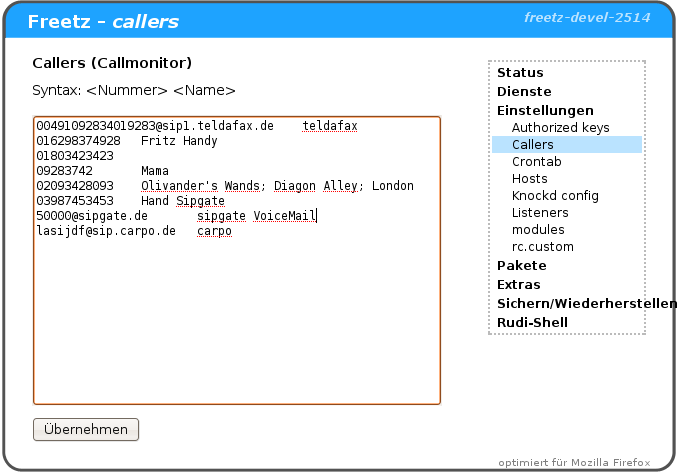 Freetz – callers
freetz-devel-2514
Callers (Callmonitor)
Syntax: <Nummer> <Name>
00491092834019283@sip1.teldafax.de teldafax
016298374928 Fritz Handy
01803423423
09283742 Mama
02093428093 Olivander's Wands; Diagon Alley; London
03987453453 Hand Sipgate
50000@sipgate.de sipgate VoiceMail
lasijdf@sip.carpo.de carpo
Übernehmen
Status
Dienste
Einstellungen
Authorized keys
Callers
Crontab
Hosts
Knockd config
Listeners
modules
rc.custom
Pakete
Extras
Sichern/Wiederherstellen
Rudi-Shell
optimiert für Mozilla Firefox